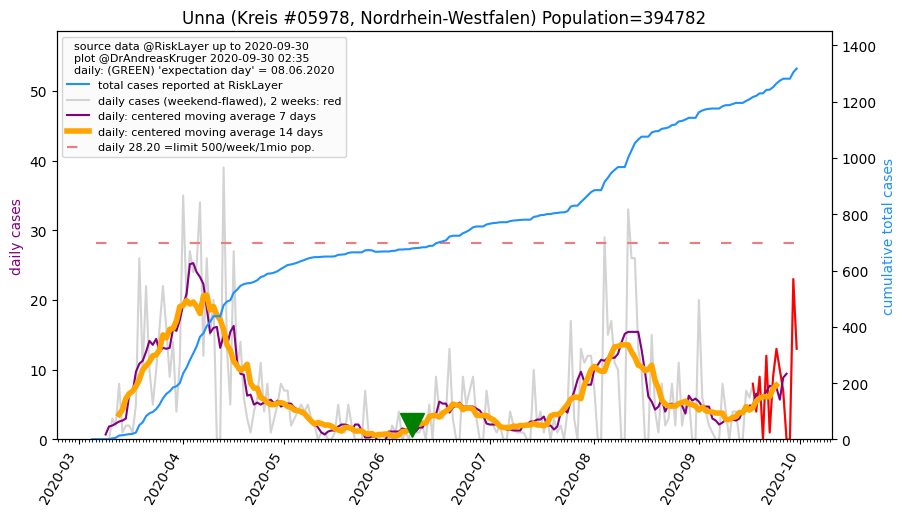 Unna (Kreis #05978, Nordrhein-Westfalen) Population=394782
source data @RiskLayer up to 2020-09-30
plot @DrAndreasKruger 2020-09-30 02:35
daily: (GREEN) 'expectation day' = 08.06.2020
total cases reported at RiskLayer
daily cases (weekend-flawed), 2 weeks: red
daily: centered moving average 7 days
daily: centered moving average 14 days
daily 28.20 =limit 500/week/1mio pop.
daily cases
50
40
30
20
10
0
1400
1200
1000
800
600
400
200
0
cumulative total cases
2020-03
2020-04
2020-05
2020-06
2020-07
2020-08
2020-09
2020-10